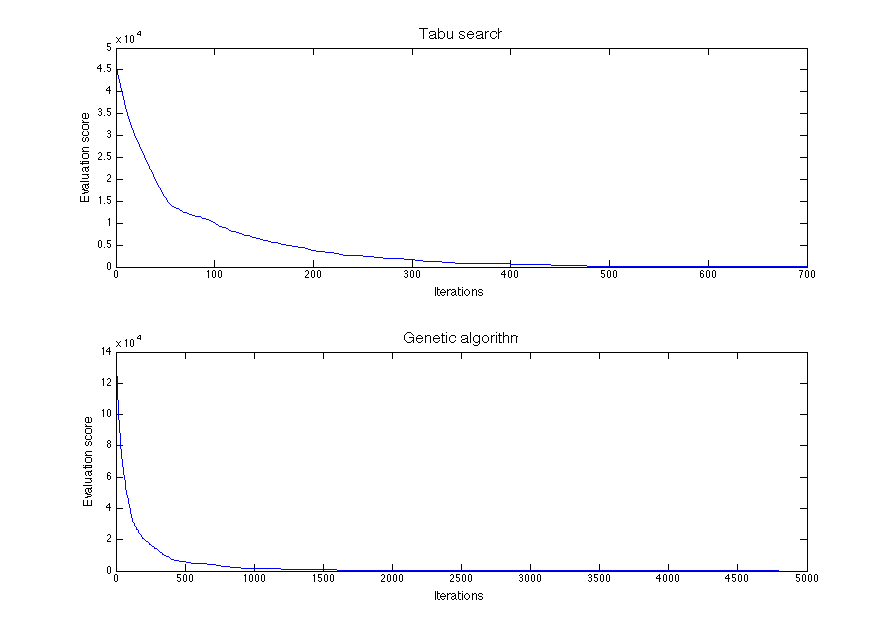 Tabu search
x 10^4
5
4.5
4
3.5
3
2.5
2
1.5
1
0.5
0
Evaluation score
0 100 200 300 400 500 600 700
Iterations
Genetic algorithm
x 10^4
14
12
10
8
6
4
2
0
Evaluation score
0 500 1000 1500 2000 2500 3000 3500 4000 4500 5000
Iterations